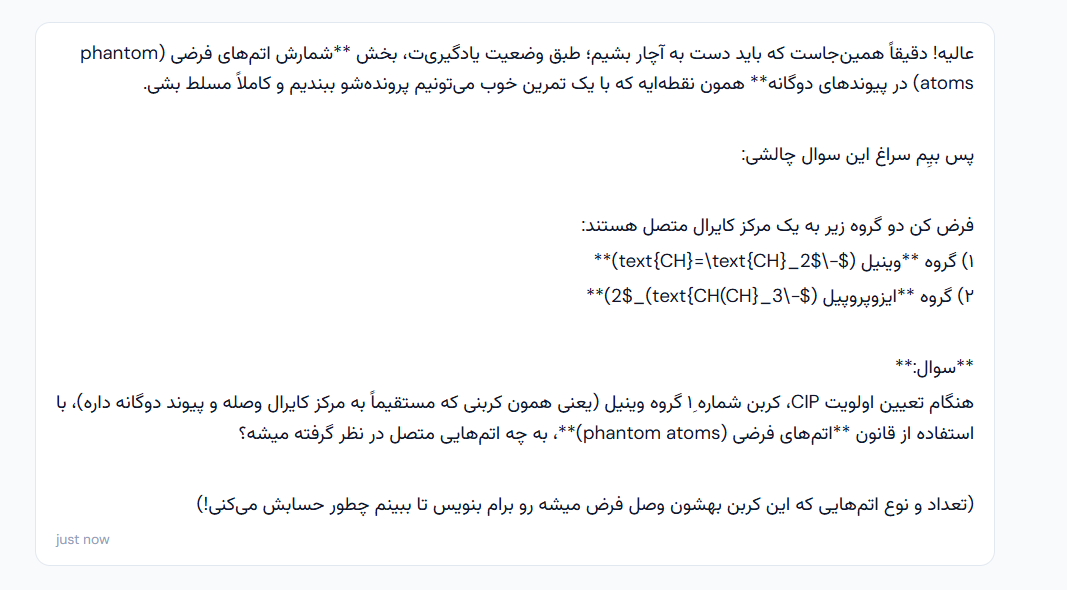 عالیه! دقیقاً همین‌جاست که باید دست به آچار بشیم؛ طبق وضعیت یادگیری‌ت، بخش **شمارش اتم‌های فرضی (phantom
atoms) در پیوندهای دوگانه** همون نقطه‌ایه که با یک تمرین خوب می‌تونیم پرونده‌شو ببندیم و کاملاً مسلط بشی.
پس بیِم سراغ این سوال چالشی:
فرض کن دو گروه زیر به یک مرکز کایرال متصل هستند:
۱) گروه **وینیل ($-\text{CH}=\text{CH}_2$)**
۲) گروه **ایزوپروپیل ($-\text{CH(CH}_3)_2$)**
**سوال:**
هنگام تعیین اولویت CIP، کربن شماره‌ِ ۱ گروه وینیل (یعنی همون کربنی که مستقیماً به مرکز کایرال وصله و پیوند دوگانه داره)، با
استفاده از قانون **اتم‌های فرضی (phantom atoms)**، به چه اتم‌هایی متصل در نظر گرفته میشه؟
(تعداد و نوع اتم‌هایی که این کربن بهشون وصل فرض میشه رو برام بنویس تا ببینم چطور حسابش می‌کنی!)
just now